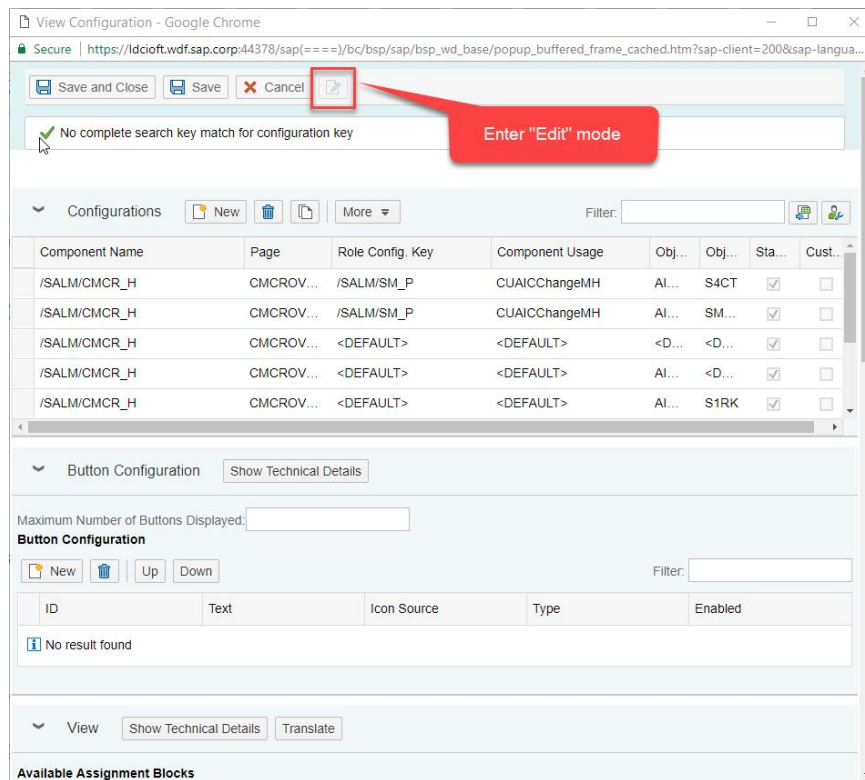 View Configuration - Google Chrome
Secure | https://ldcioft.wdf.sap.corp:44378/sap(====)/bc/bsp/sap/bsp_wd_base/popup_buffered_frame_cached.htm?sap-client=200&sap-langua...
Save and Close Save Cancel
No complete search key match for configuration key
Enter "Edit" mode
Configurations New More Filter:
Component Name Page Role Config. Key Component Usage Obj... Obj... Sta... Cust...
/SALM/CMCR_H CMCROV... /SALM/SM_P CUAICChangeMH AI... S4CT
/SALM/CMCR_H CMCROV... /SALM/SM_P CUAICChangeMH AI... SM...
/SALM/CMCR_H CMCROV... <DEFAULT> <DEFAULT> <D... <D...
/SALM/CMCR_H CMCROV... <DEFAULT> <DEFAULT> AI... <D...
/SALM/CMCR_H CMCROV... <DEFAULT> <DEFAULT> AI... S1RK
Button Configuration Show Technical Details
Maximum Number of Buttons Displayed:
Button Configuration
New Up Down Filter:
ID Text Icon Source Type Enabled
No result found
View Show Technical Details Translate
Available Assignment Blocks